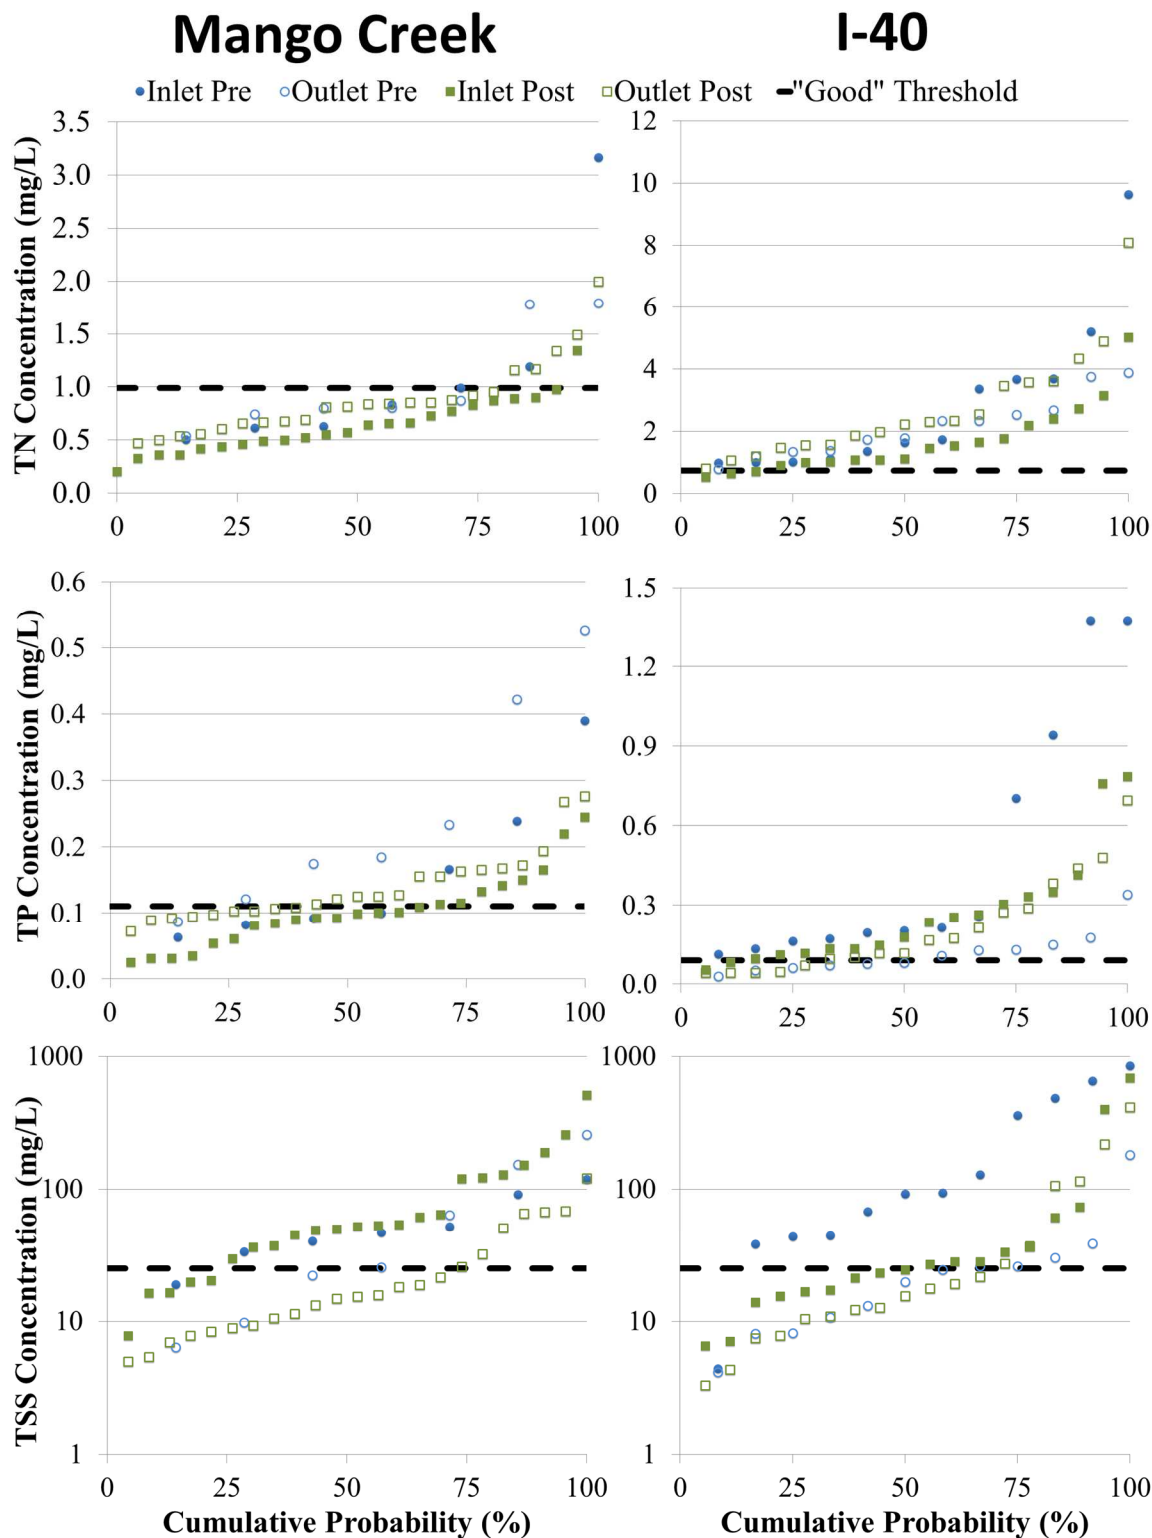 Mango Creek I-40
Inlet Pre Outlet Pre Inlet Post Outlet Post "Good" Threshold
TN Concentration (mg/L)
3.5
3.0
2.5
2.0
1.5
1.0
0.5
0.0
0 25 50 75 100
12
10
8
6
4
2
0
0 25 50 75 100
TP Concentration (mg/L)
0.6
0.5
0.4
0.3
0.2
0.1
0.0
0 25 50 75 100
1.5
1.2
0.9
0.6
0.3
0.0
0 25 50 75 100
TSS Concentration (mg/L)
1000
100
10
1
0 25 50 75 100
Cumulative Probability (%)
1000
100
10
1
0 25 50 75 100
Cumulative Probability (%)